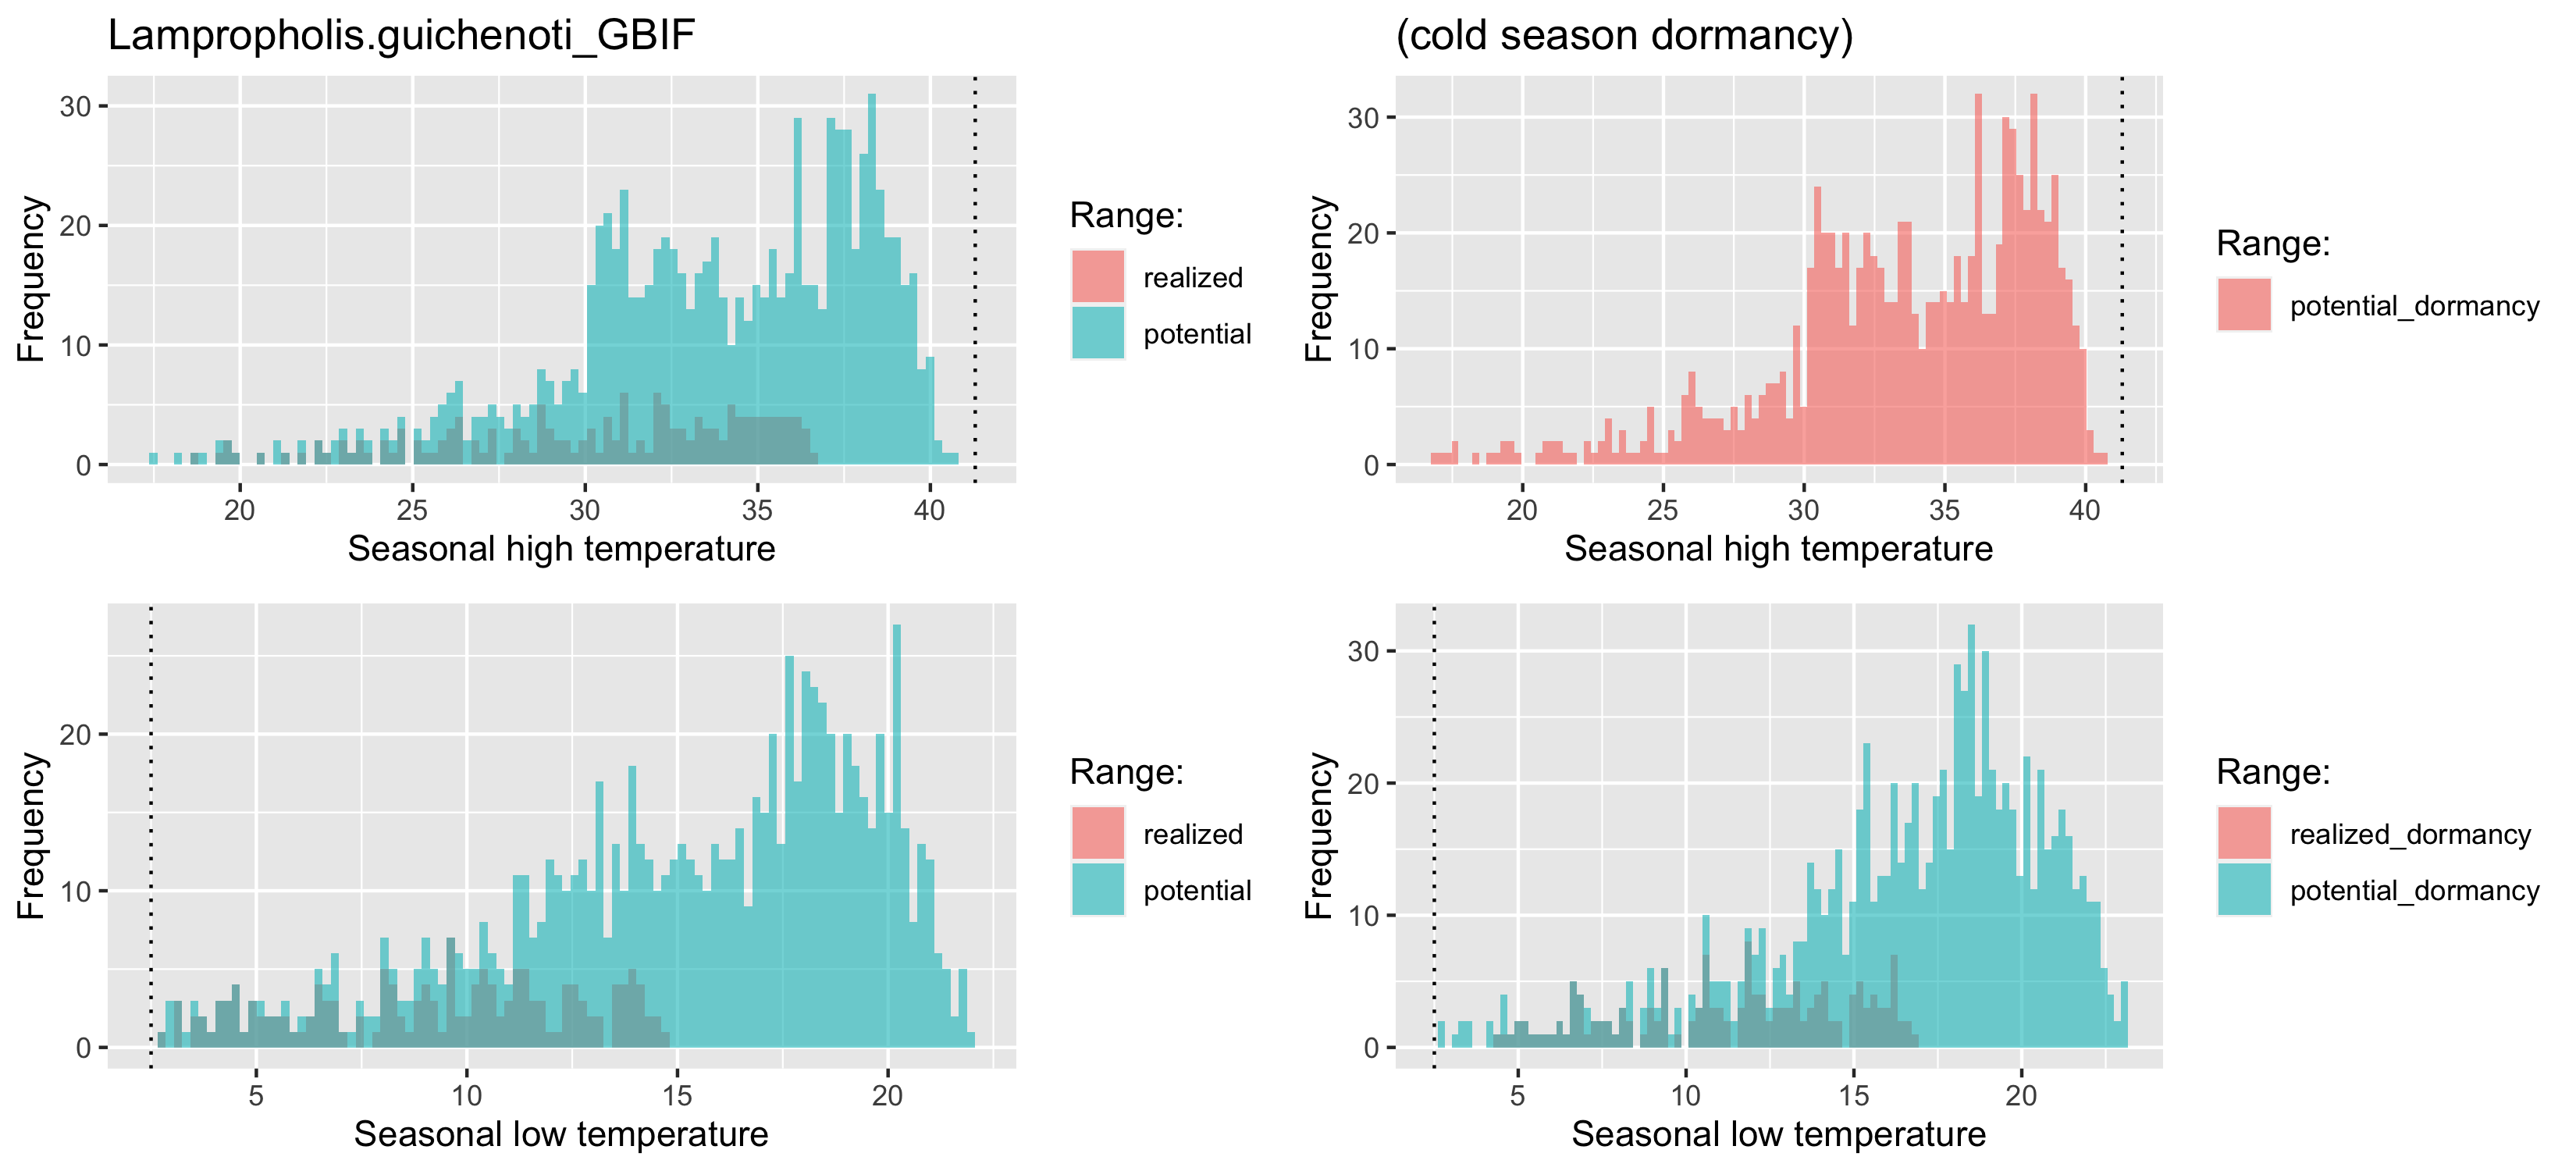 Lampropholis.guichenoti_GBIF
30
20
10
0
Frequency
20 25 30 35 40
Seasonal high temperature
Range:
realized
potential
(cold season dormancy)
30
20
10
0
Frequency
20 25 30 35 40
Seasonal high temperature
Range:
potential_dormancy
20
10
0
Frequency
5 10 15 20
Seasonal low temperature
Range:
realized
potential
30
20
10
0
Frequency
5 10 15 20
Seasonal low temperature
Range:
realized_dormancy
potential_dormancy